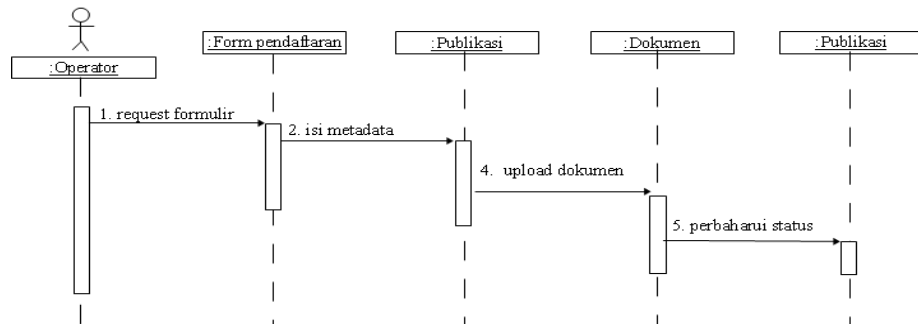 :Form pendaftaran
:Publikasi
:Dokumen
:Publikasi
:Operator
1. request formulir
2. isi metadata
4. upload dokumen
5. perbaharui status